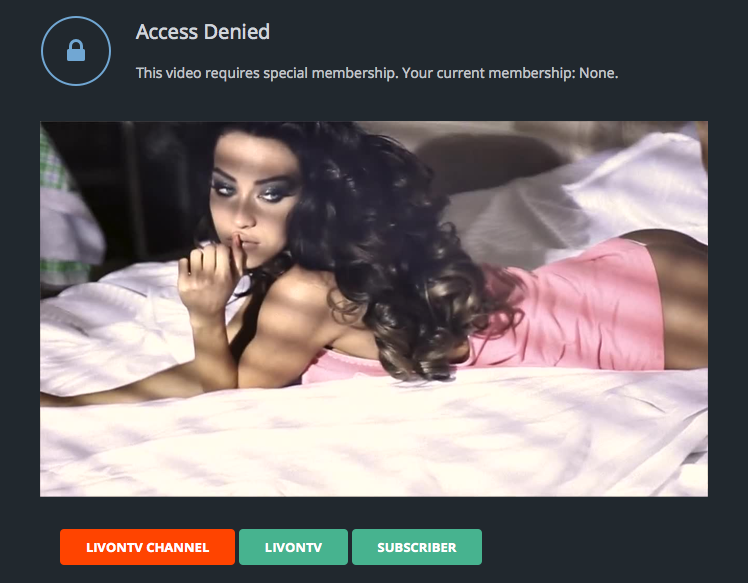 Access Denied
This video requires special membership. Your current membership: None.
LIVONTV CHANNEL
LIVONTV
SUBSCRIBER